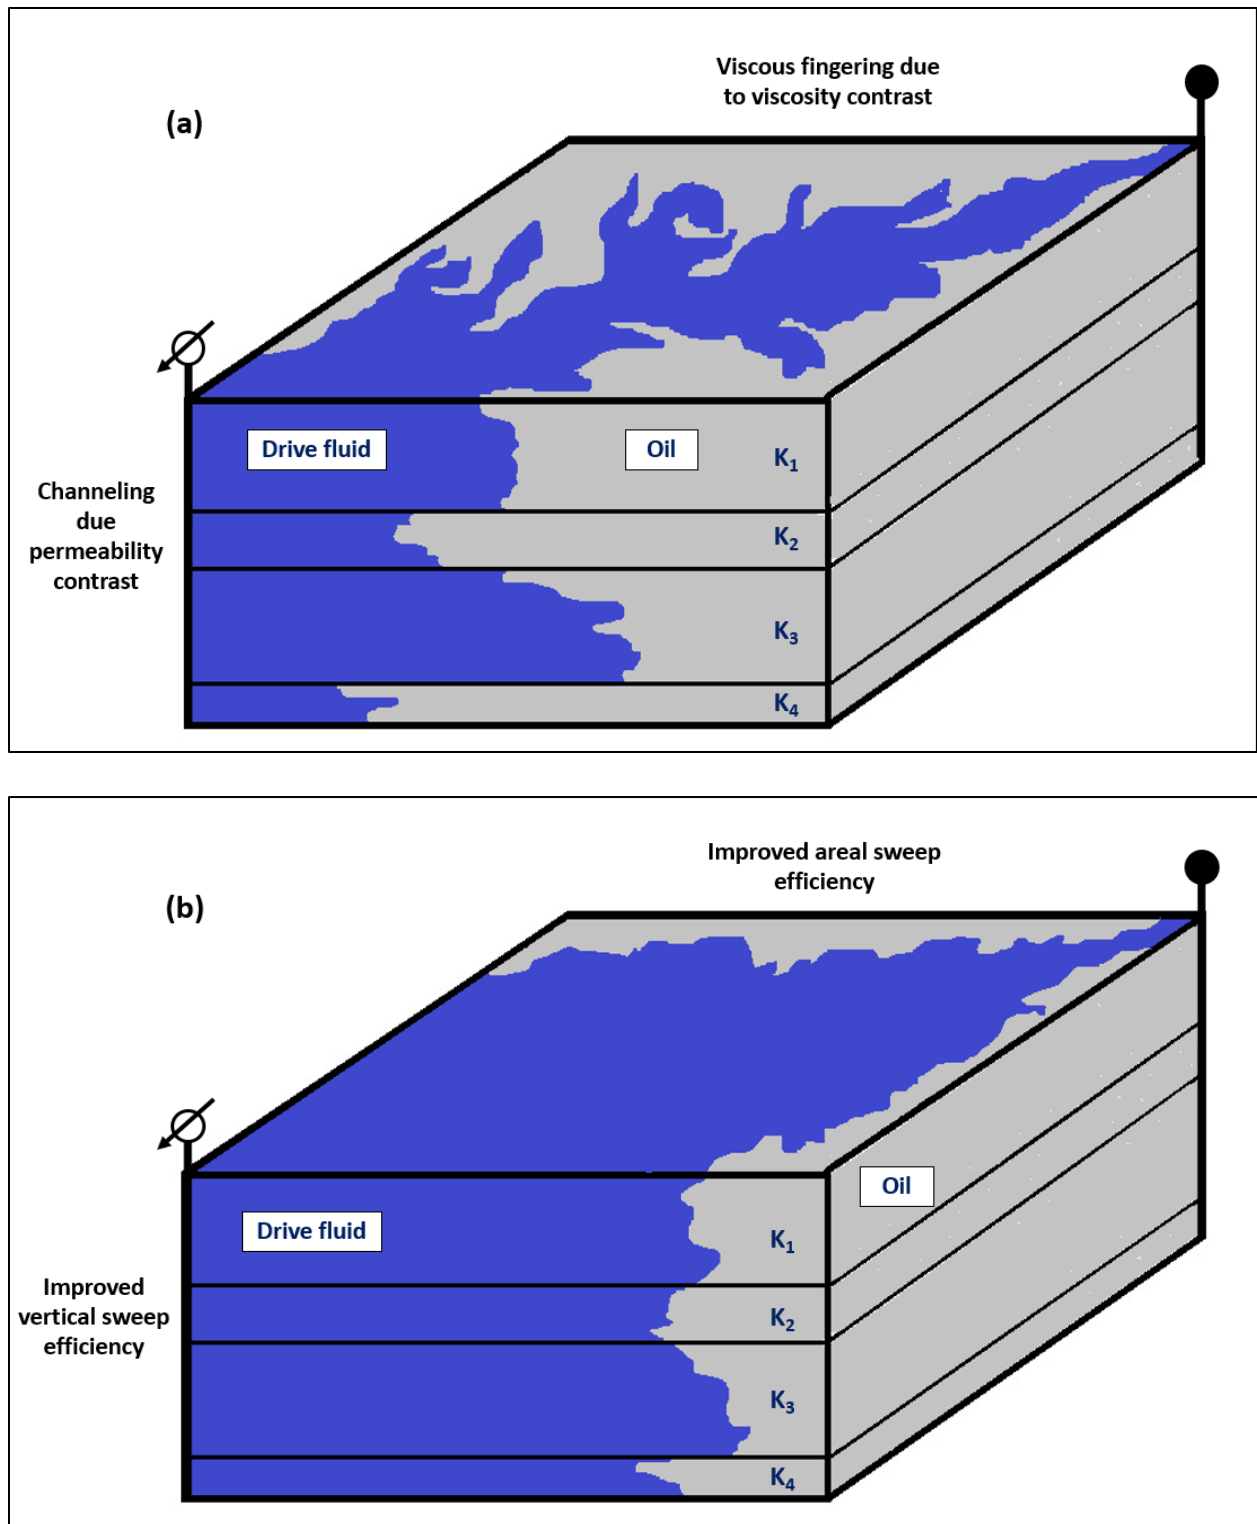 Viscous fingering due
to viscosity contrast
(a)
Drive fluid
Oil
K1
Channeling
due
permeability
contrast
K2
K3
K4
Improved areal sweep
efficiency
(b)
Oil
Drive fluid
K1
Improved
vertical sweep
efficiency
K2
K3
K4